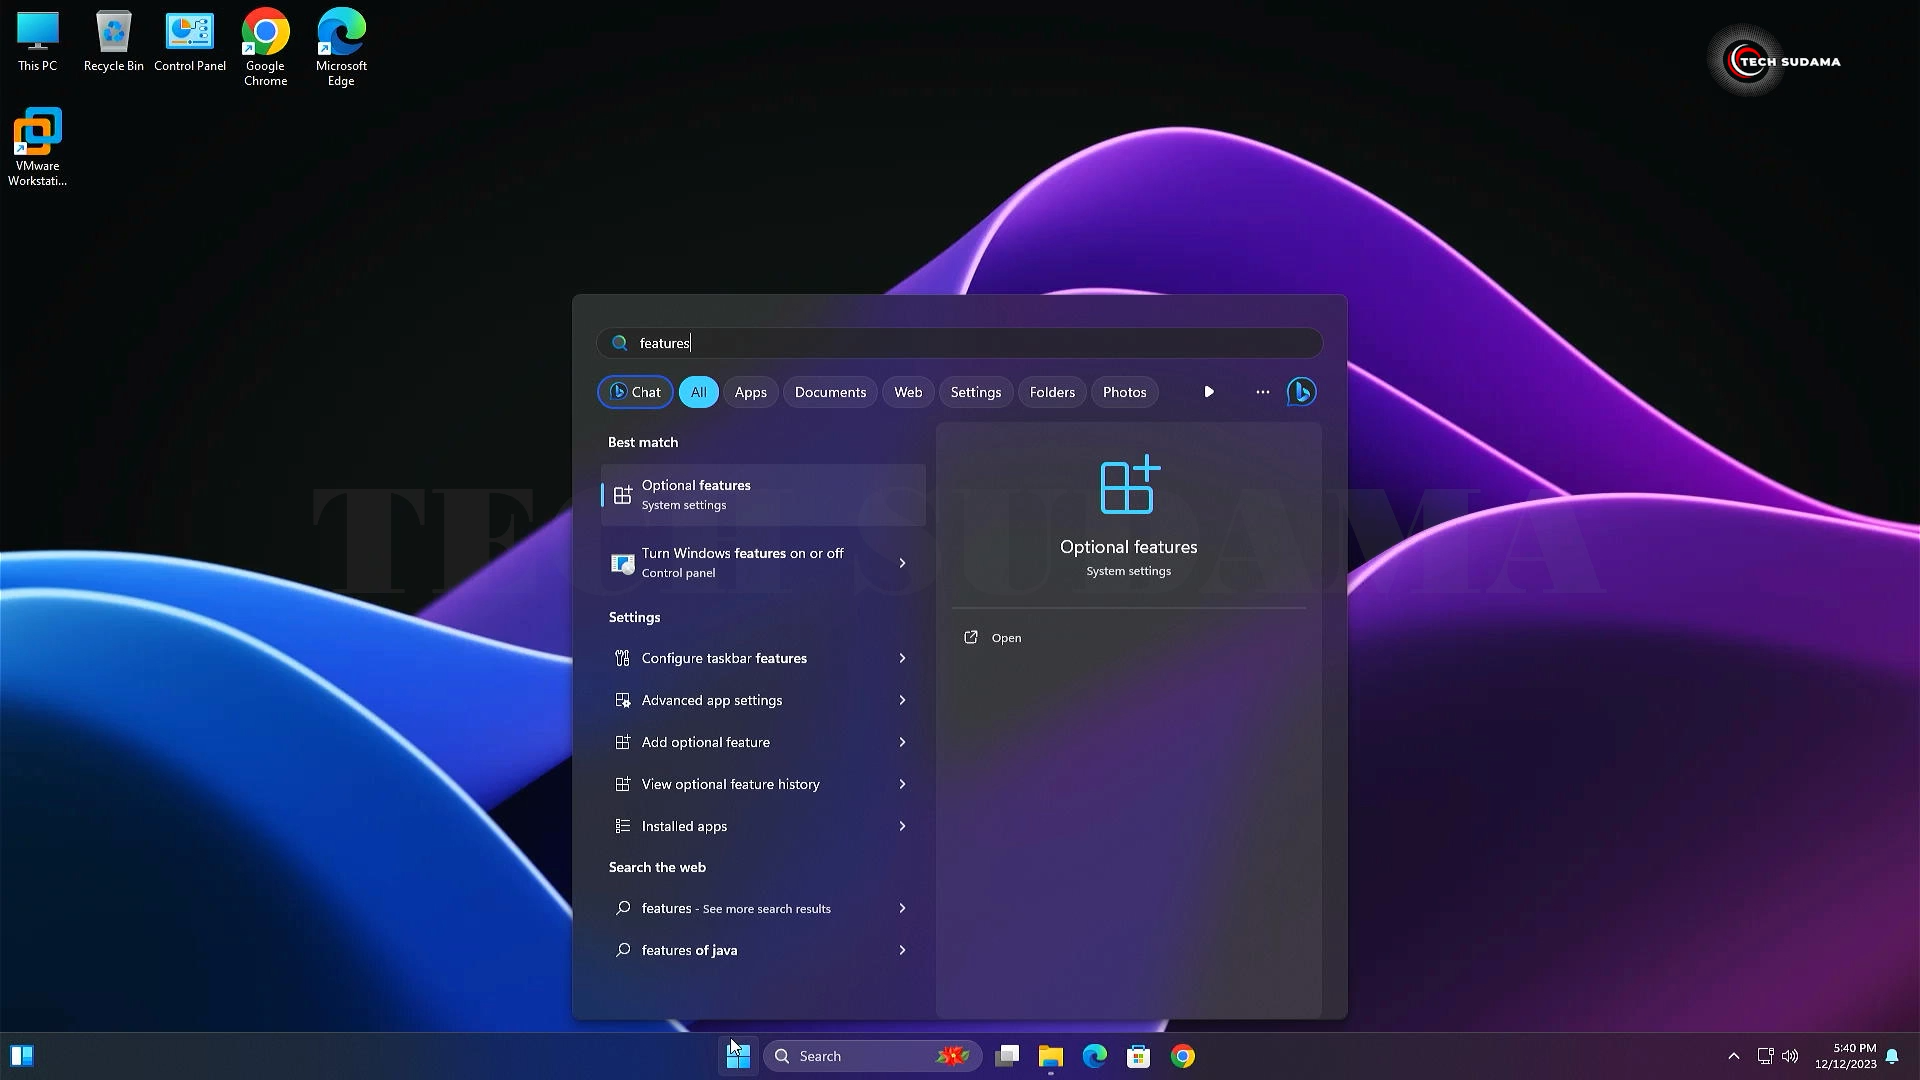 This PC
Recycle Bin
Control Panel
Google
Chrome
Microsoft
Edge
TECH SUDAMA
VMware
Workstati...
features
Chat
All
Apps
Documents
Web
Settings
Folders
Photos
Best match
Optional features
System settings
Turn Windows features on or off
Control panel
Settings
Configure taskbar features
Advanced app settings
Add optional feature
View optional feature history
Installed apps
Search the web
features - See more search results
features of java
Optional features
System settings
Open
TECH SUDAMA
Search
5:40 PM
12/12/2023